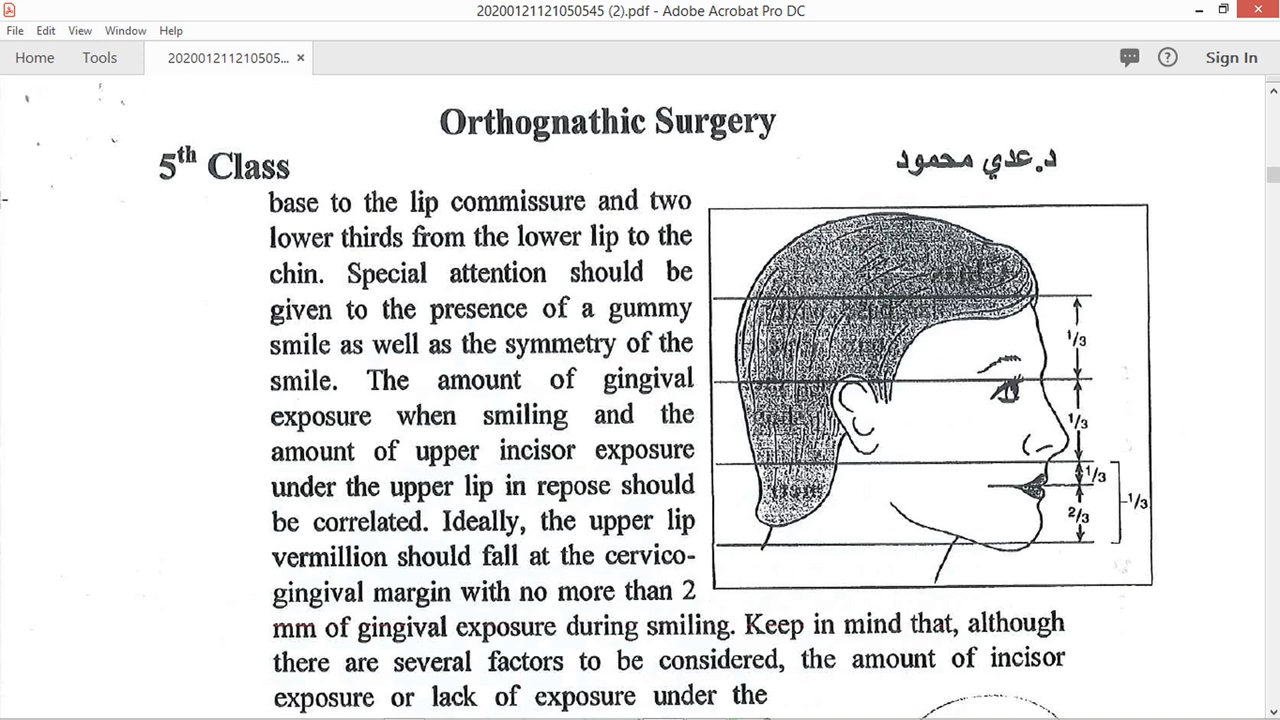 202001211210505​45 (2).pdf - Adobe Acrobat Pro DC
File Edit View Window Help
Home Tools 202001211210505... × Sign In
Orthognathic Surgery
5th Class
د.عدي محمود
base to the lip commissure and two
lower thirds from the lower lip to the
chin. Special attention should be
given to the presence of a gummy
smile as well as the symmetry of the
smile. The amount of gingival
exposure when smiling and the
amount of upper incisor exposure
under the upper lip in repose should
be correlated. Ideally, the upper lip
vermillion should fall at the cervico-
gingival margin with no more than 2
mm of gingival exposure during smiling. Keep in mind that, although
there are several factors to be considered, the amount of incisor
exposure or lack of exposure under the
1/3
1/3
1/3
1/3
2/3